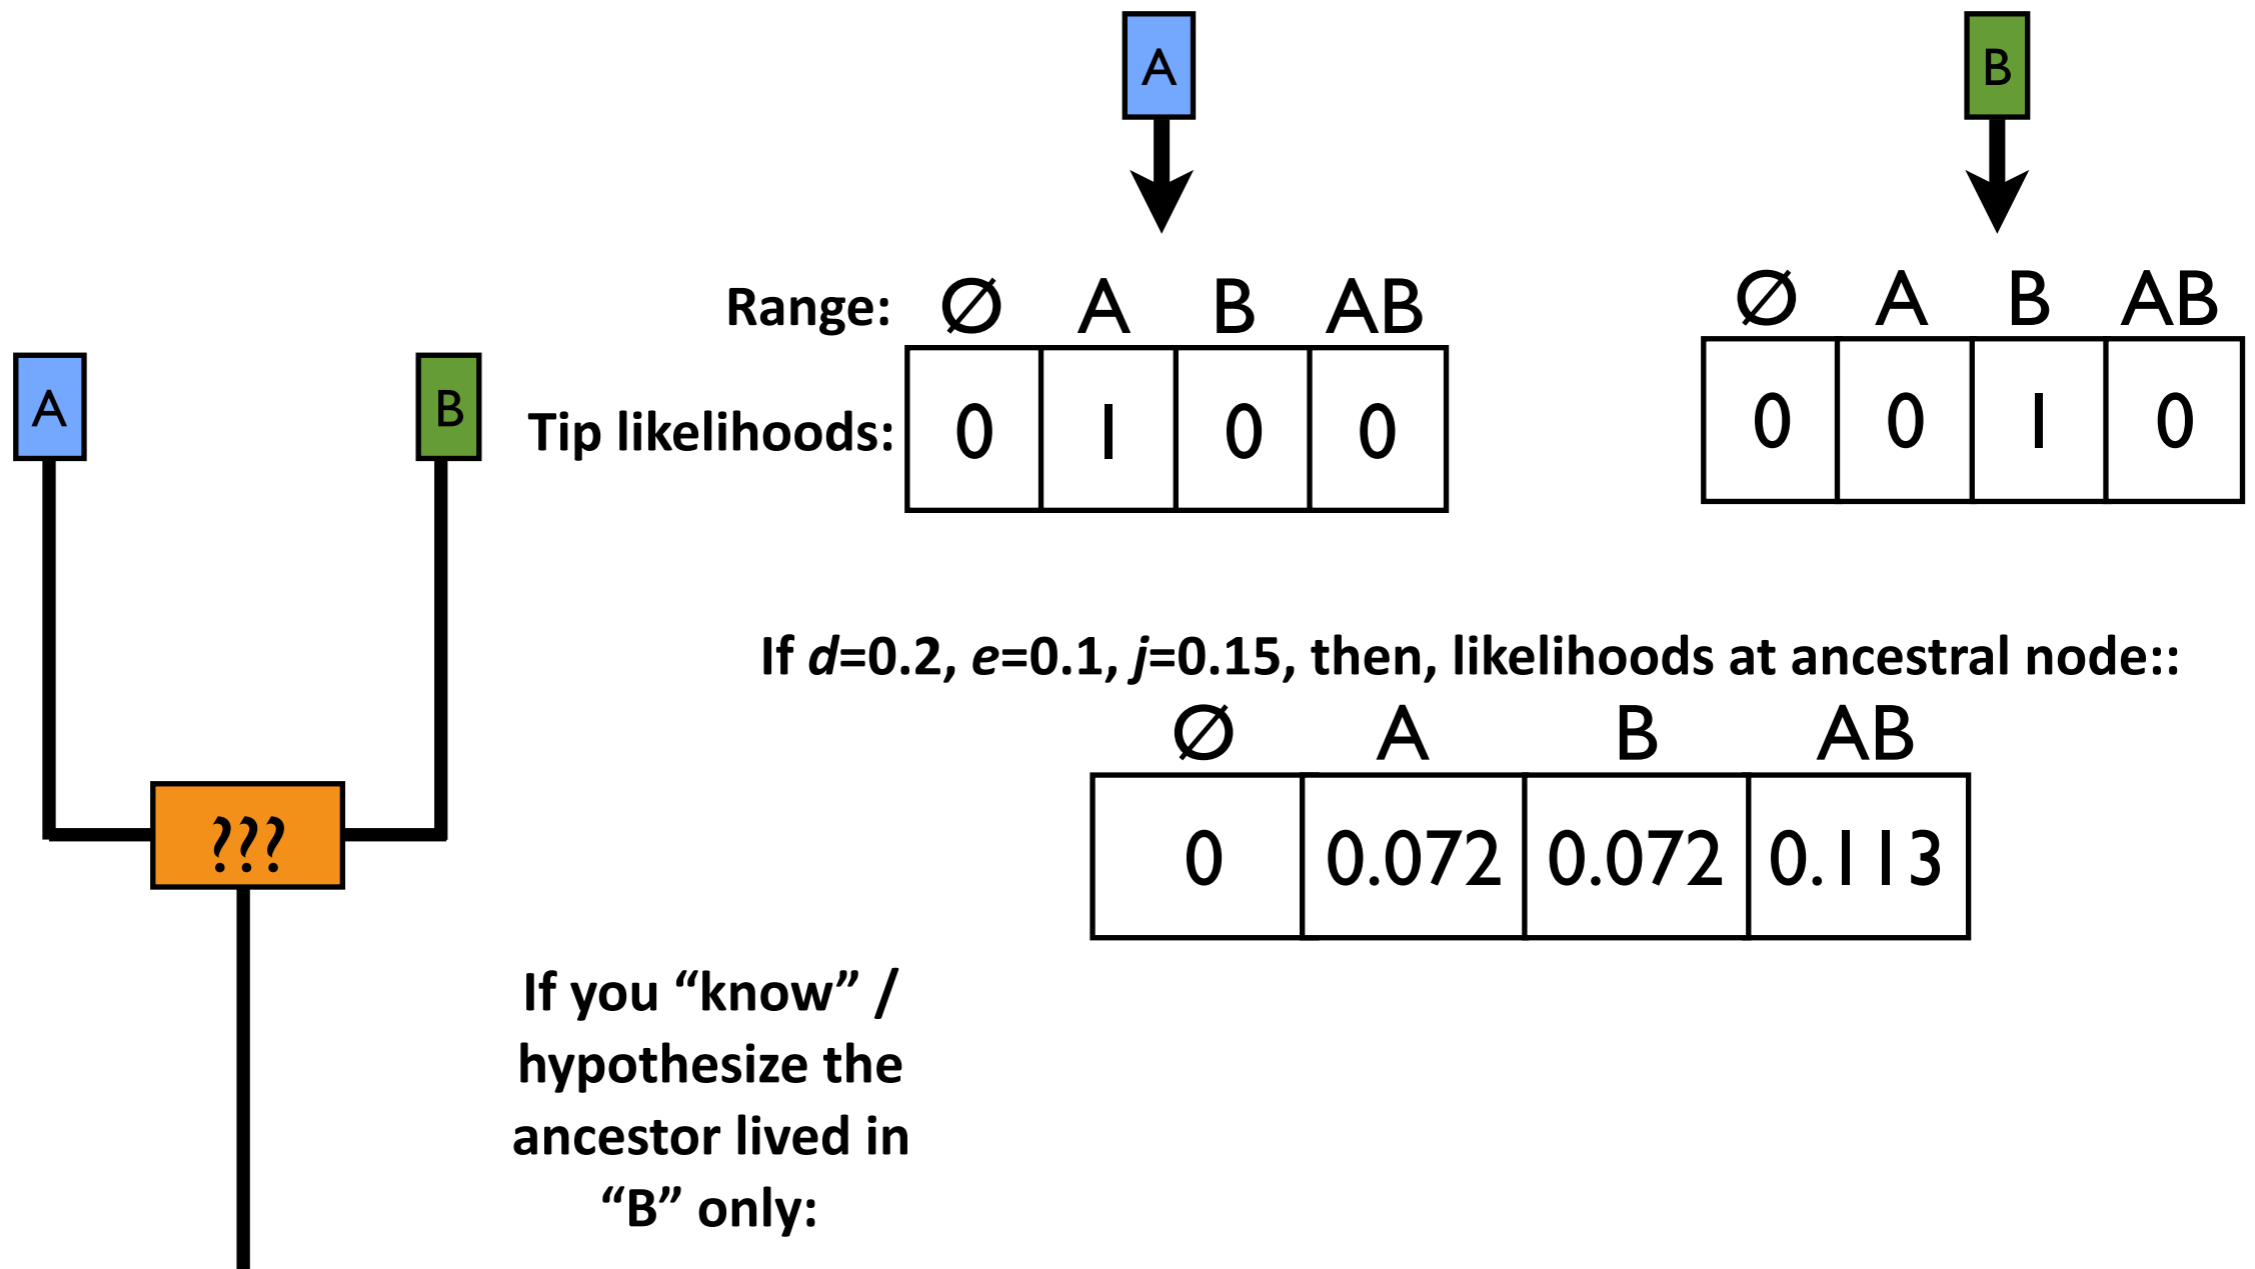 A
B
Range: Ø A B AB
Ø A B AB
A
B
Tip likelihoods: 0 1 0 0
0 0 1 0
If d=0.2, e=0.1, j=0.15, then, likelihoods at ancestral node::
Ø A B AB
???
0 0.072 0.072 0.113
If you “know” /
hypothesize the
ancestor lived in
“B” only: